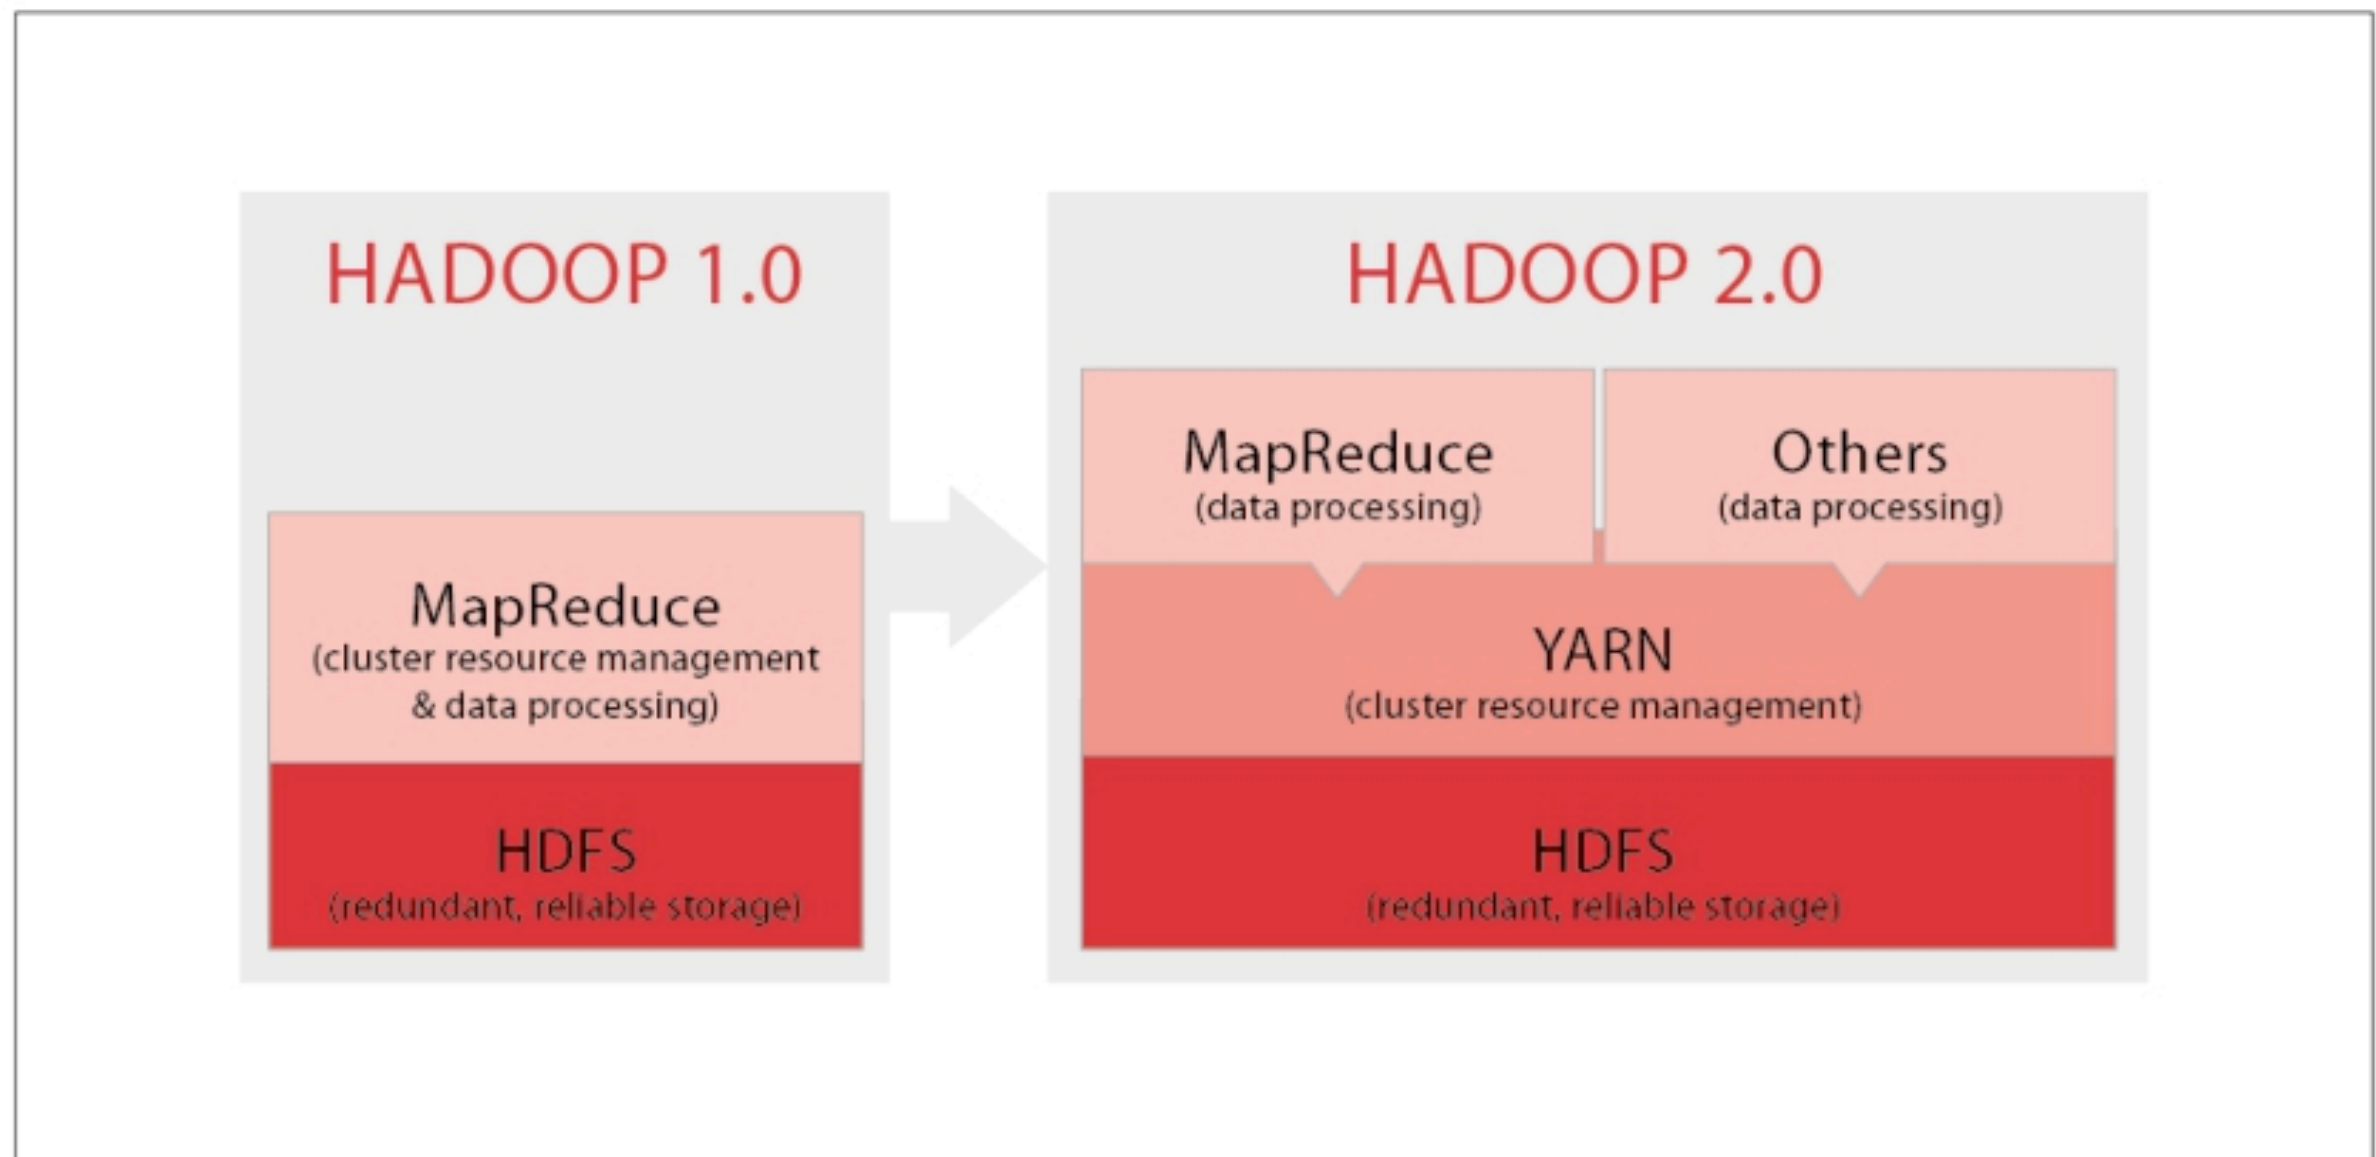 HADOOP 1.0
MapReduce
(cluster resource management
& data processing)
HDFS
(redundant, reliable storage)
HADOOP 2.0
MapReduce
(data processing)
Others
(data processing)
YARN
(cluster resource management)
HDFS
(redundant, reliable storage)